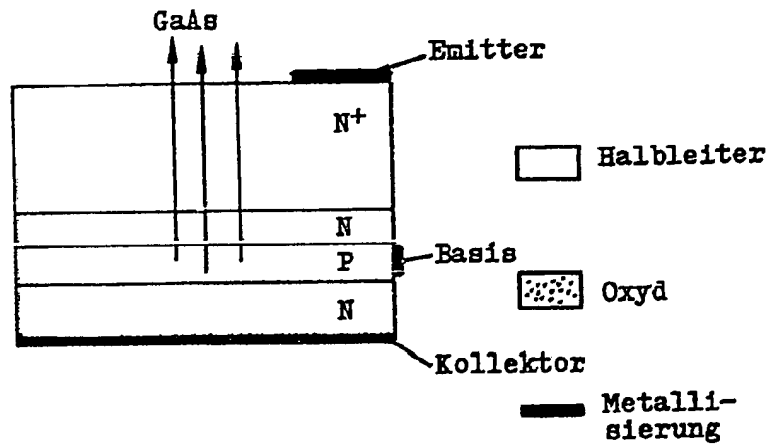 GaAs
Emitter
N+
Halbleiter
N
P
Basis
Oxyd
N
Kollektor
Metalli-
sierung